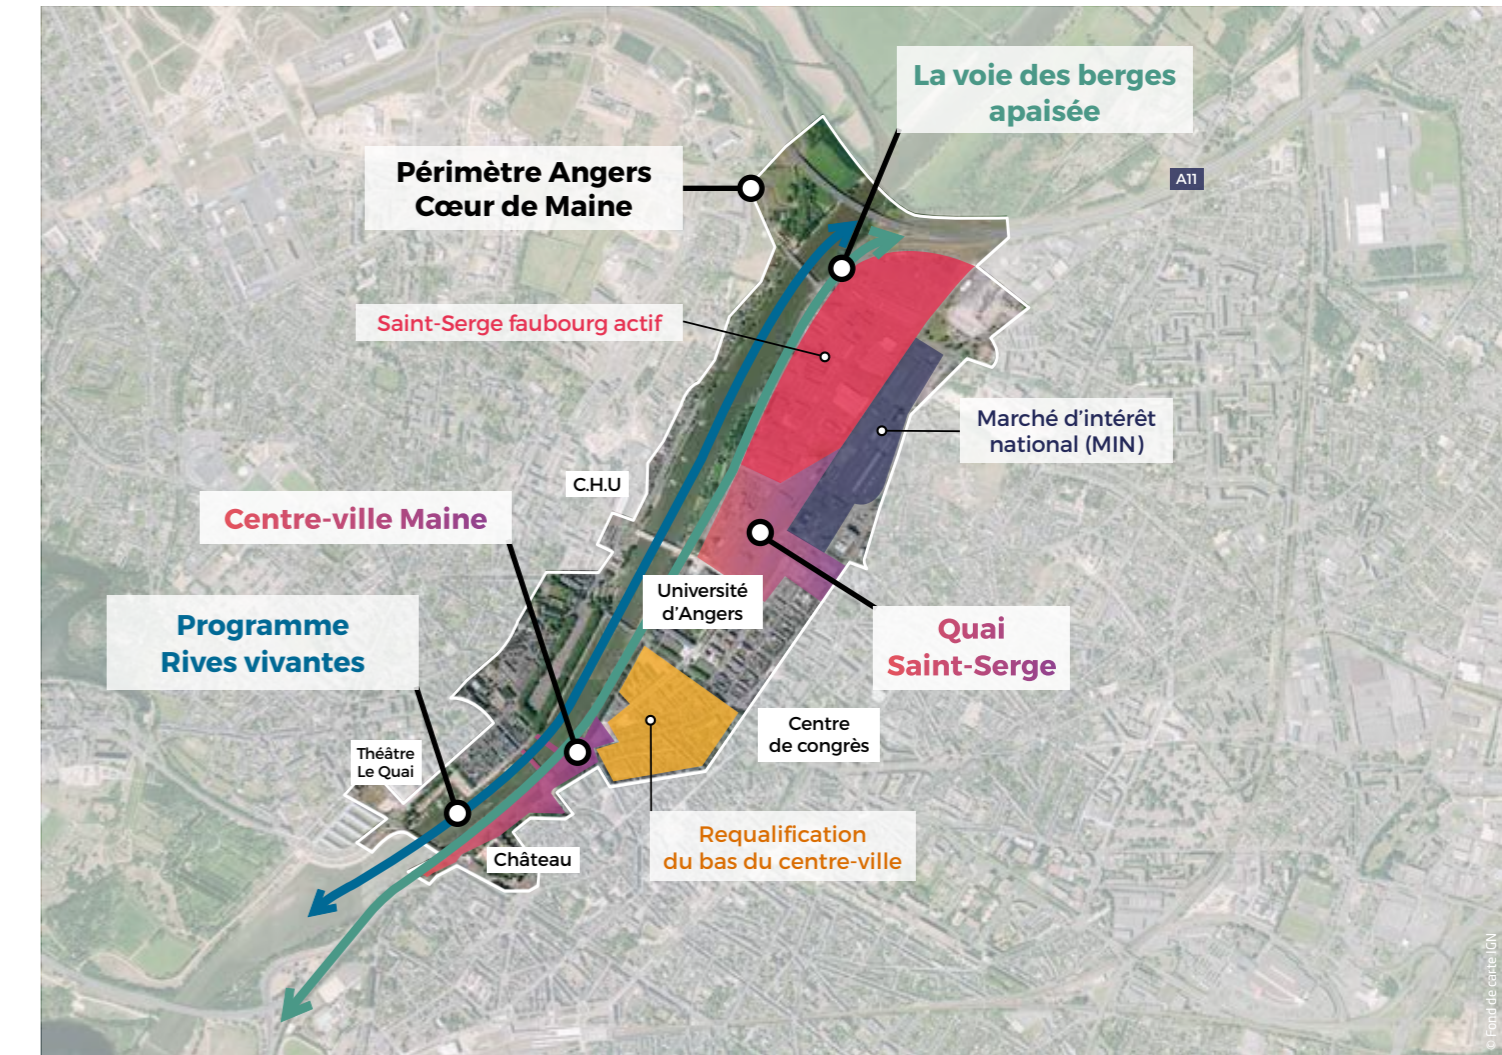 La voie des berges
apaisée
Périmètre Angers
Cœur de Maine
A11
Saint-Serge faubourg actif
Marché d’intérêt
national (MIN)
C.H.U
Centre-ville Maine
Université
d’Angers
Programme
Rives vivantes
Quai
Saint-Serge
Centre
de congrès
Théâtre
Le Quai
Requalification
du bas du centre-ville
Château
© Fond de carte IGN